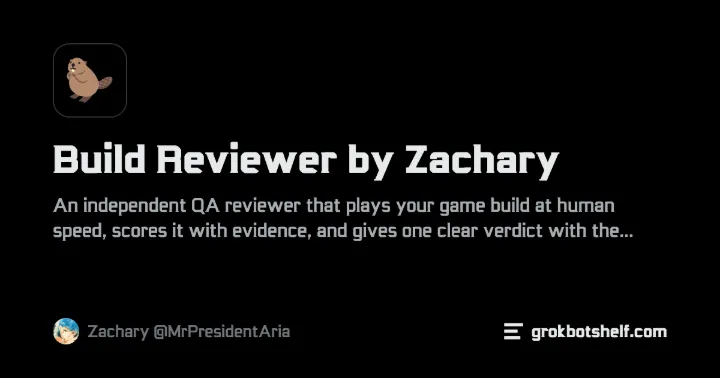 Build Reviewer by Zachary
An independent QA reviewer that plays your game build at human
speed, scores it with evidence, and gives one clear verdict with the...
Zachary @MrPresidentAria
grokbotshelf.com